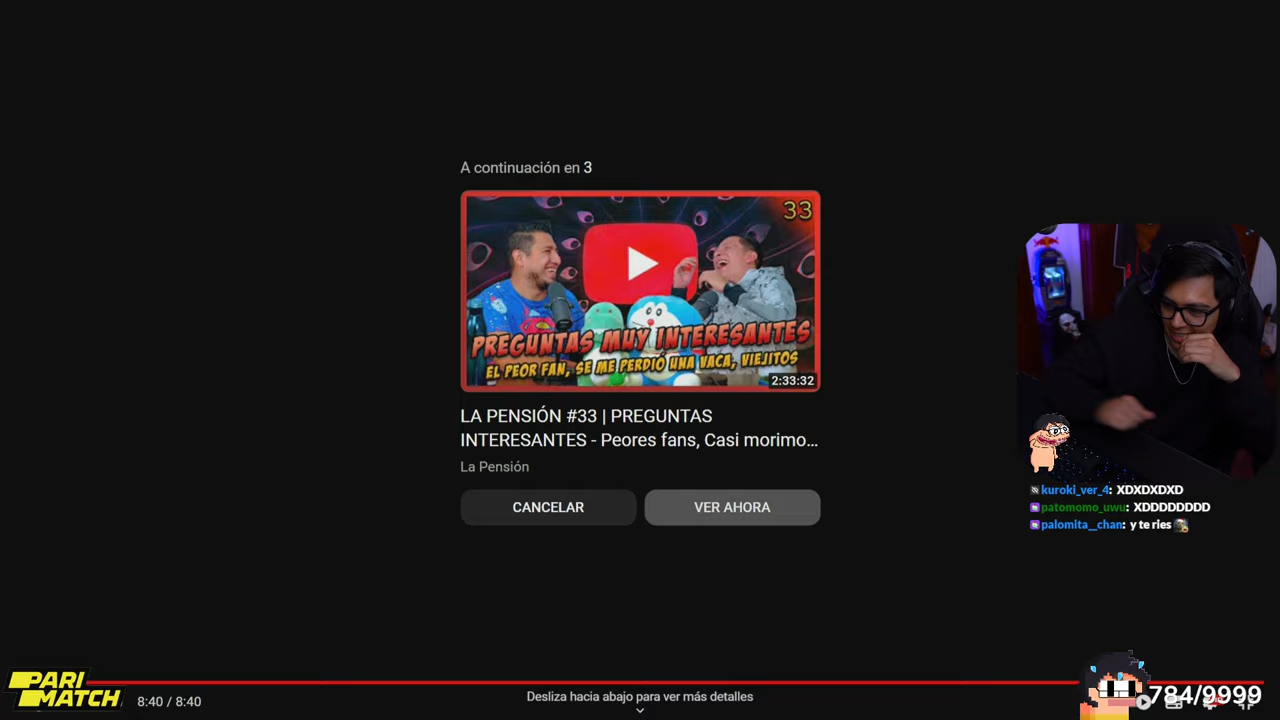 A continuación en 3
33
PREGUNTAS MUY INTERESANTES
EL PEOR FAN, SE ME PERDIÓ UNA VACA, VIEJITOS
2:33:32
LA PENSIÓN #33 | PREGUNTAS
INTERESANTES - Peores fans, Casi morimo...
La Pensión
CANCELAR
VER AHORA
kuroki_ver_4: XDXDXDXD
patomomo_uwu: XDDDDDDDD
palomita__chan: y te ries
PARI
MATCH
8:40 / 8:40
Desliza hacia abajo para ver más detalles
784/9999